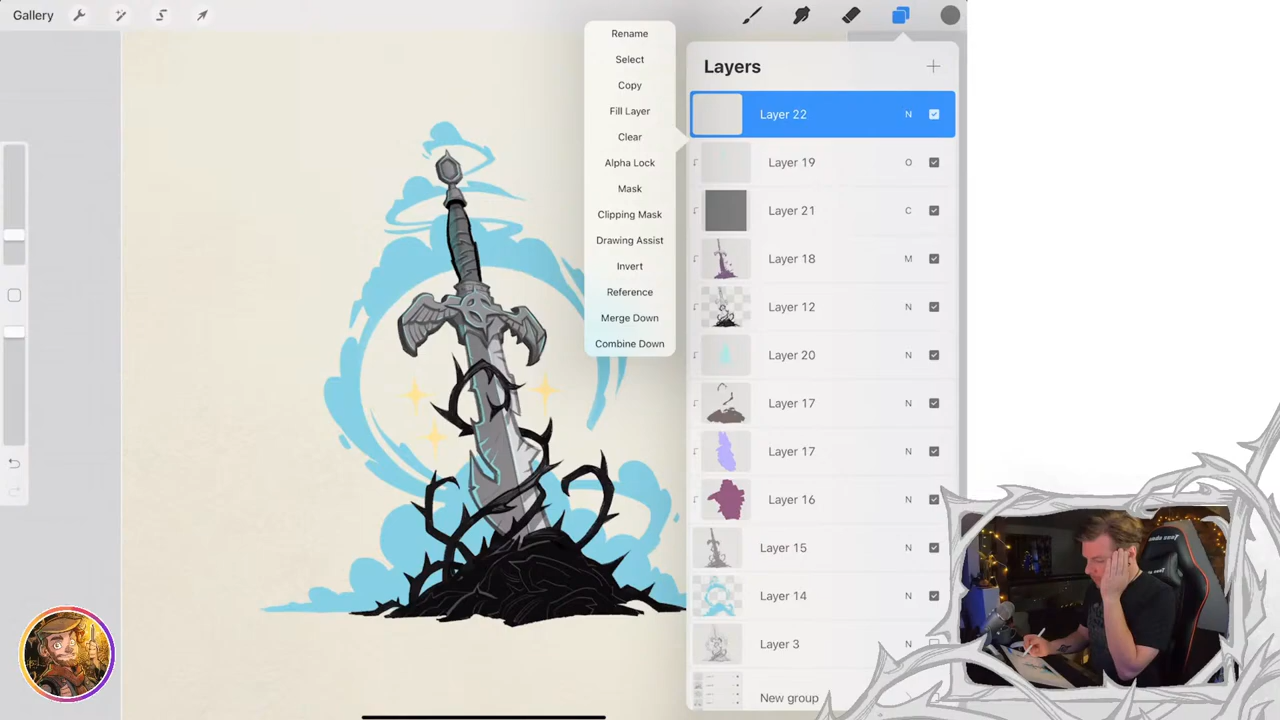 Gallery
Rename
Select
Copy
Fill Layer
Clear
Alpha Lock
Mask
Clipping Mask
Drawing Assist
Invert
Reference
Merge Down
Combine Down
Layers
Layer 22 N
Layer 19 O
Layer 21 C
Layer 18 M
Layer 12 N
Layer 20 N
Layer 17 N
Layer 17 N
Layer 16 N
Layer 15 N
Layer 14 N
Layer 3 N
New group